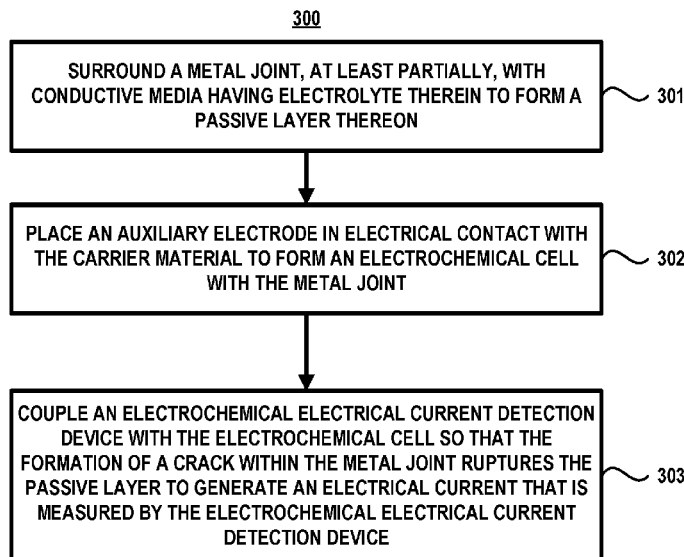 300
SURROUND A METAL JOINT, AT LEAST PARTIALLY, WITH
CONDUCTIVE MEDIA HAVING ELECTROLYTE THEREIN TO FORM A
PASSIVE LAYER THEREON
301
PLACE AN AUXILIARY ELECTRODE IN ELECTRICAL CONTACT WITH
THE CARRIER MATERIAL TO FORM AN ELECTROCHEMICAL CELL
WITH THE METAL JOINT
302
COUPLE AN ELECTROCHEMICAL ELECTRICAL CURRENT DETECTION
DEVICE WITH THE ELECTROCHEMICAL CELL SO THAT THE
FORMATION OF A CRACK WITHIN THE METAL JOINT RUPTURES THE
PASSIVE LAYER TO GENERATE AN ELECTRICAL CURRENT THAT IS
MEASURED BY THE ELECTROCHEMICAL ELECTRICAL CURRENT
DETECTION DEVICE
303